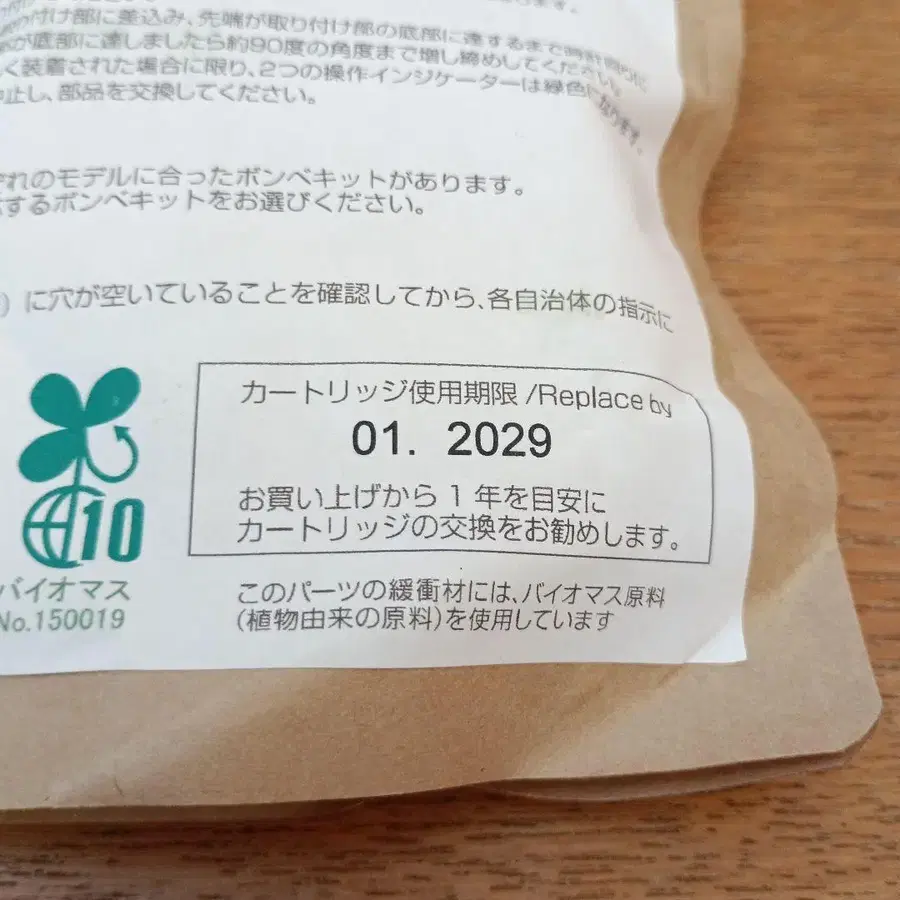 付け部に差込み、先端が取り付け部の底部に達するまで時計回りに
が底部に達しましたら約90度の角度まで増し締めしてください。
く装着された場合に限り、2つの操作インジケーターは緑色になります。
中止し、部品を交換してください。
ぞれのモデルに合ったボンベキットがあります。
するボンベキットをお選びください。
)に穴が空いていることを確認してから、各自治体の指示に
カートリッジ使用期限/Replace by
01. 2029
お買い上げから1年を目安に
カートリッジの交換をお勧めします。
10
バイオマス
No.150019
このパーツの緩衝材には、バイオマス原料
(植物由来の原料)を使用しています